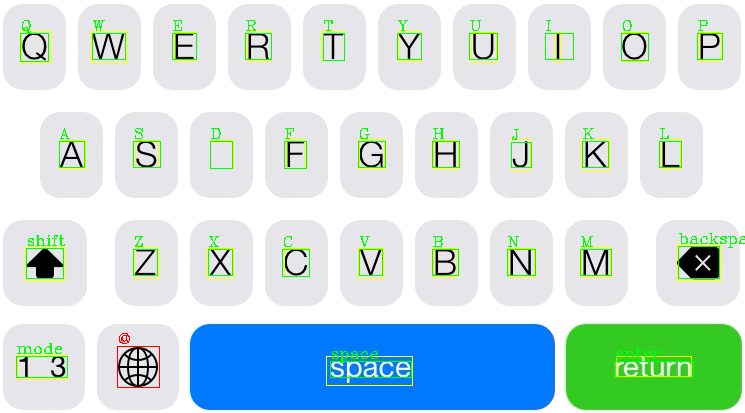 Q W E R T Y U I O P
Q W E R T Y U I O P
A S D F G H J K L
A S F G H J K L
shift Z X C V B N M backspa
Z X C V B N M
mode @ space enter
1 3 space return